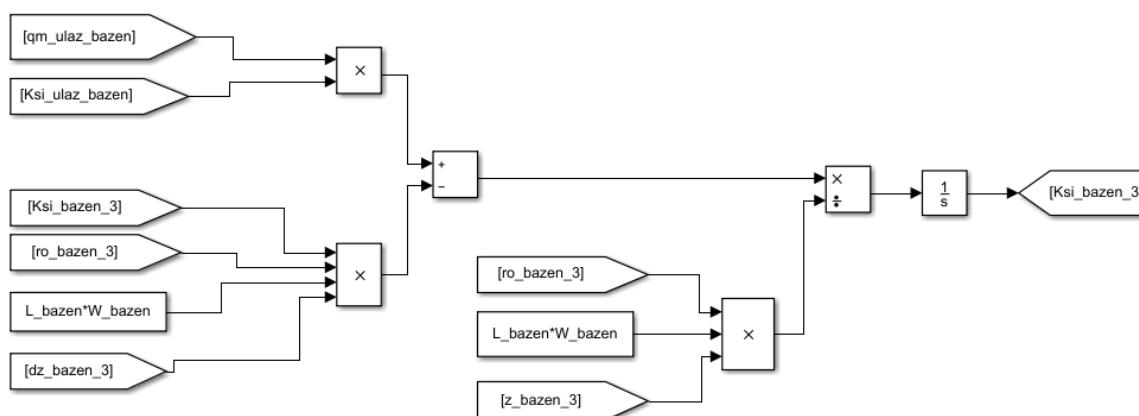 [qm_ulaz_bazen]
[Ksi_ulaz_bazen]
×
+
−
[Ksi_bazen_3]
[ro_bazen_3]
L_bazen*W_bazen
[dz_bazen_3]
×
[ro_bazen_3]
L_bazen*W_bazen
[z_bazen_3]
×
×
÷
1
s
[Ksi_bazen_3